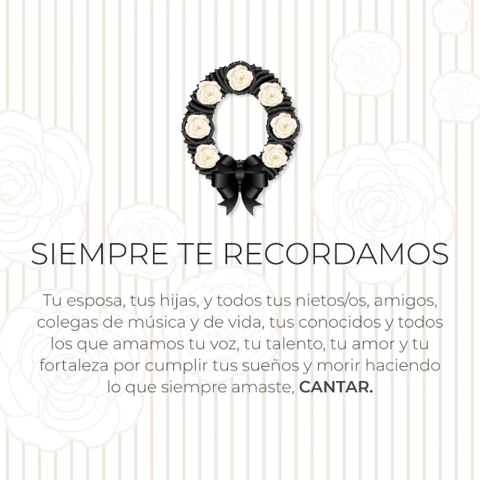 SIEMPRE TE RECORDAMOS
Tu esposa, tus hijas, y todos tus nietos/os, amigos,
colegas de música y de vida, tus conocidos y todos
los que amamos tu voz, tu talento, tu amor y tu
fortaleza por cumplir tus sueños y morir haciendo
lo que siempre amaste, CANTAR.